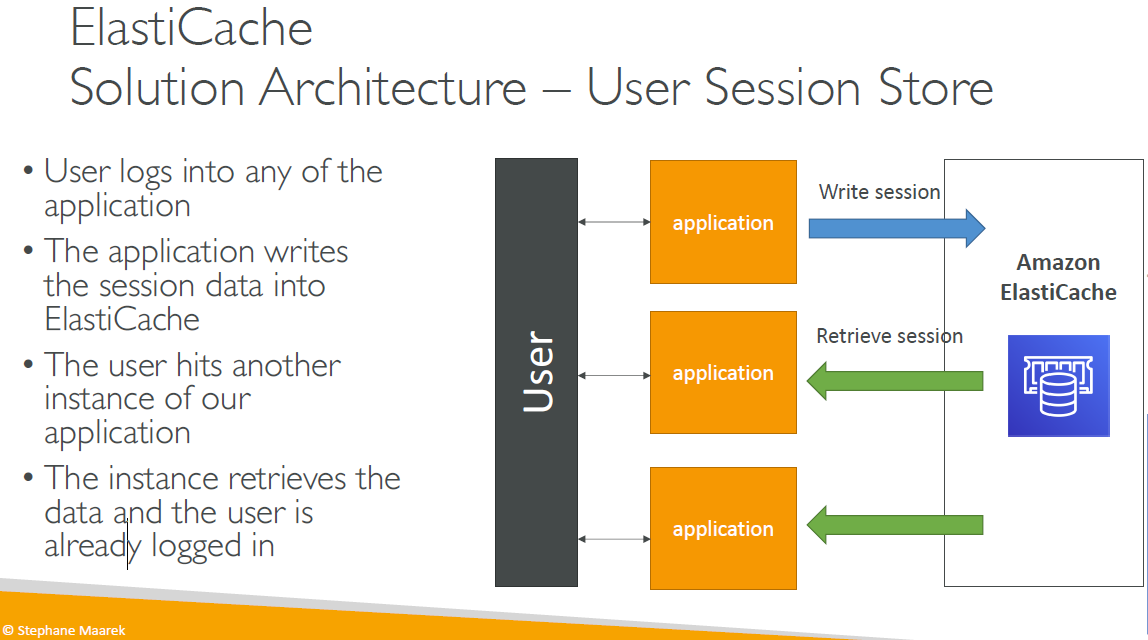 ElastiCache
Solution Architecture – User Session Store
• User logs into any of the
application
• The application writes
the session data into
ElastiCache
• The user hits another
instance of our
application
• The instance retrieves the
data and the user is
already logged in
User
application
application
application
Write session
Retrieve session
Amazon
ElastiCache
© Stephane Maarek